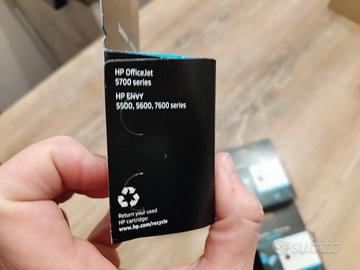 HP OfficeJet
5700 series
HP ENVY
5500, 5600, 7600 series
Return your used
HP cartridge:
www.hp.com/recycle
subito